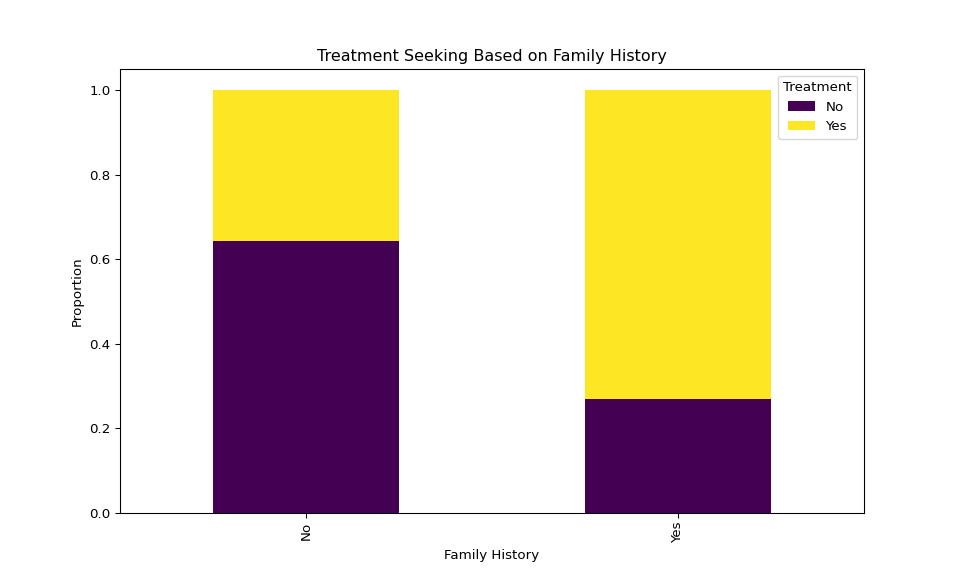 Treatment Seeking Based on Family History
Treatment
No
Yes
1.0
0.8
0.6
0.4
0.2
0.0
Proportion
No
Yes
Family History